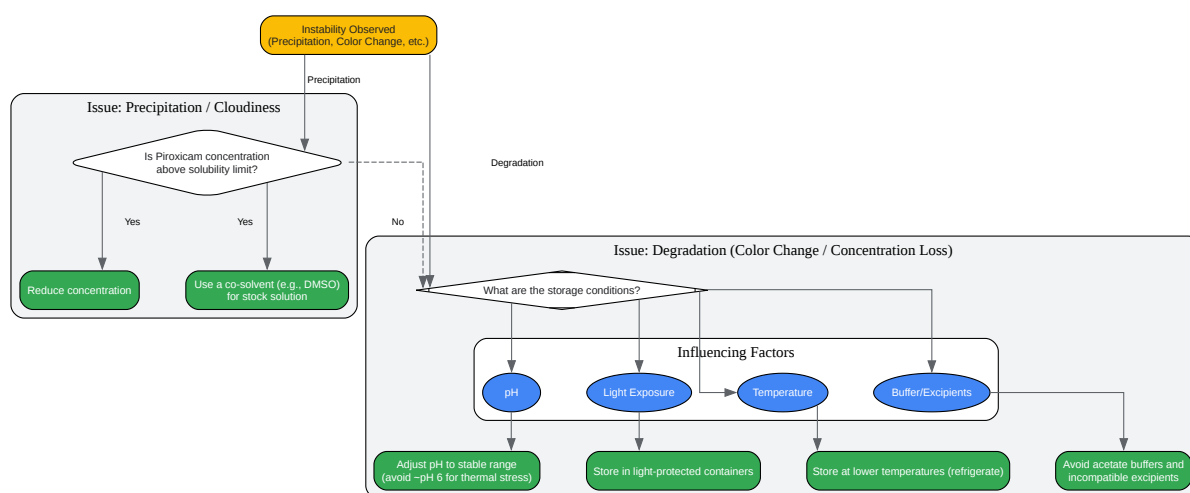 Instability Observed
(Precipitation, Color Change, etc.)
Precipitation
Issue: Precipitation / Cloudiness
Is Piroxicam concentration
above solubility limit?
Degradation
Yes
Yes
No
Issue: Degradation (Color Change / Concentration Loss)
Reduce concentration
Use a co-solvent (e.g., DMSO)
for stock solution
What are the storage conditions?
Influencing Factors
pH
Light Exposure
Temperature
Buffer/Excipients
Adjust pH to stable range
(avoid ~pH 6 for thermal stress)
Store in light-protected containers
Store at lower temperatures (refrigerate)
Avoid acetate buffers and
incompatible excipients